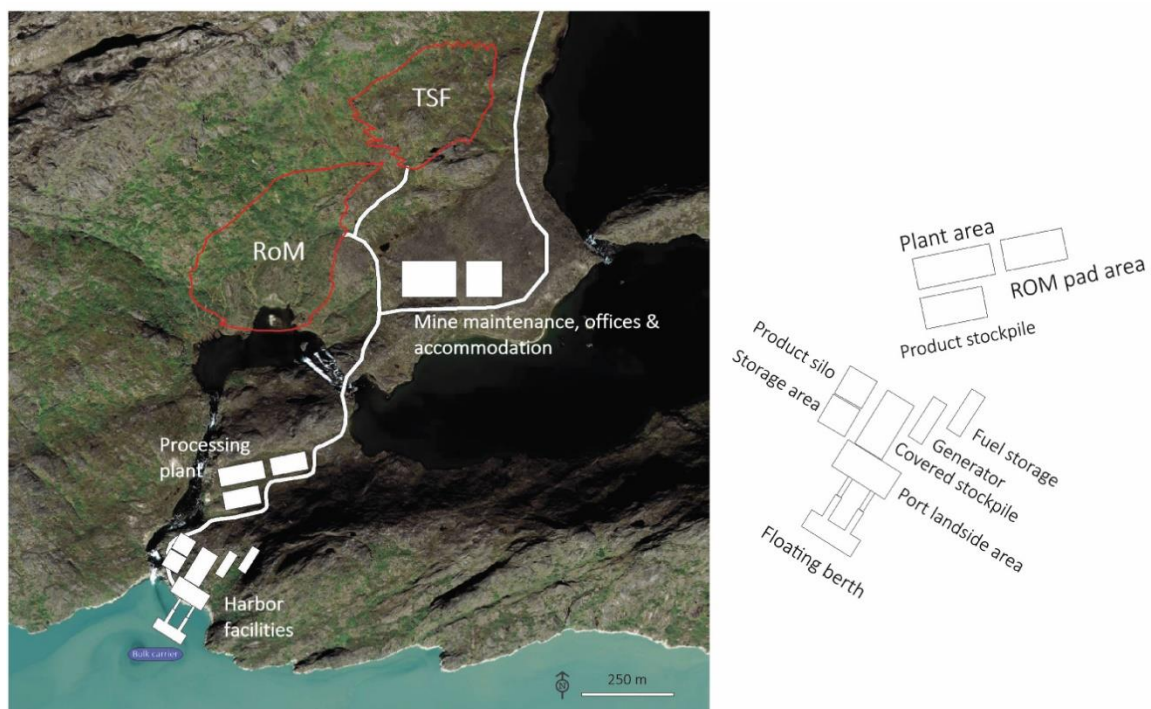 TSF
RoM
Mine maintenance, offices &
accommodation
Processing
plant
Harbor
facilities
Bulk carrier
N
250 m
Plant area
ROM pad area
Product stockpile
Product silo
Storage area
Fuel storage
Generator
Covered stockpile
Port landside area
Floating berth